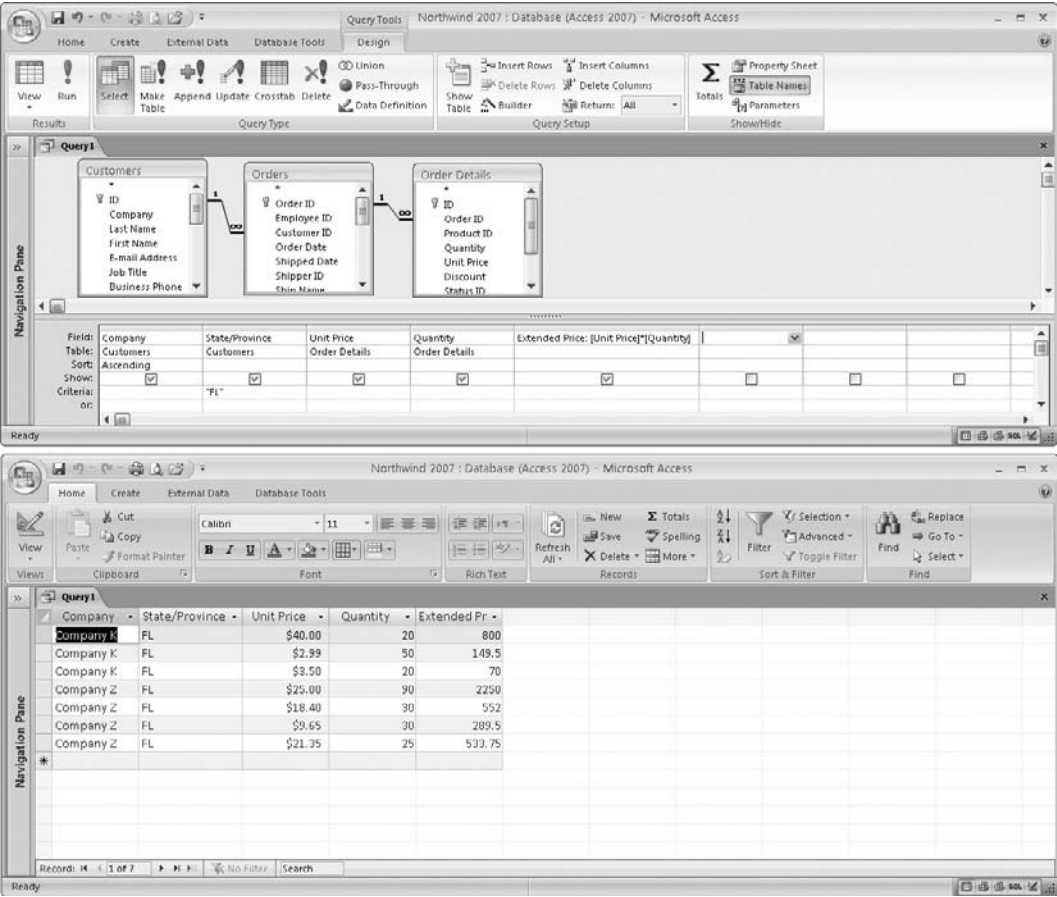 Query Tools Northwind 2007 : Database (Access 2007) - Microsoft Access
Home Create External Data Database Tools Design
View Run
Results
Select Make Table Append Update Crosstab Delete
Union
Pass-Through
Data Definition
Query Type
Show Table
Insert Rows Insert Columns
Delete Rows Delete Columns
Builder Return: All
Query Setup
Totals
Property Sheet
Table Names
Parameters
Show/Hide
Query1
Navigation Pane
Customers
*
ID
Company
Last Name
First Name
E-mail Address
Job Title
Business Phone
1 ∞
Orders
*
Order ID
Employee ID
Customer ID
Order Date
Shipped Date
Shipper ID
Ship Name
1 ∞
Order Details
*
ID
Order ID
Product ID
Quantity
Unit Price
Discount
Status ID
Field: Company State/Province Unit Price Quantity Extended Price: [Unit Price]*[Quantity]
Table: Customers Customers Order Details Order Details
Sort: Ascending
Show:
Criteria: "FL"
or:
Ready SQL
Northwind 2007 : Database (Access 2007) - Microsoft Access
Home Create External Data Database Tools
View
Views
Paste
Cut
Copy
Format Painter
Clipboard
Calibri 11
B I U A
Font
Rich Text
Refresh All
New Totals
Save Spelling
Delete More
Records
Filter
Selection
Advanced
Toggle Filter
Sort & Filter
Find
Replace
Go To
Select
Find
Query1
Navigation Pane
Company State/Province Unit Price Quantity Extended Pr
Company K FL $40.00 20 800
Company K FL $2.99 50 149.5
Company K FL $3.50 20 70
Company Z FL $25.00 90 2250
Company Z FL $18.40 30 552
Company Z FL $9.65 30 289.5
Company Z FL $21.35 25 533.75
*
Record: 1 of 7 No Filter Search
Ready SQL